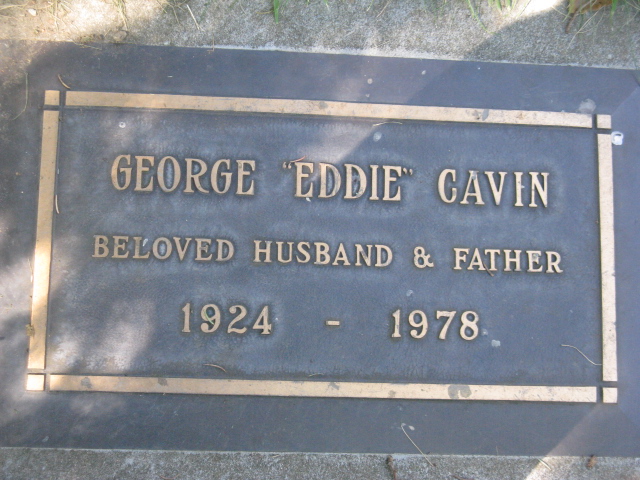 GEORGE "EDDIE" CAVIN
BELOVED HUSBAND & FATHER
1924 - 1978